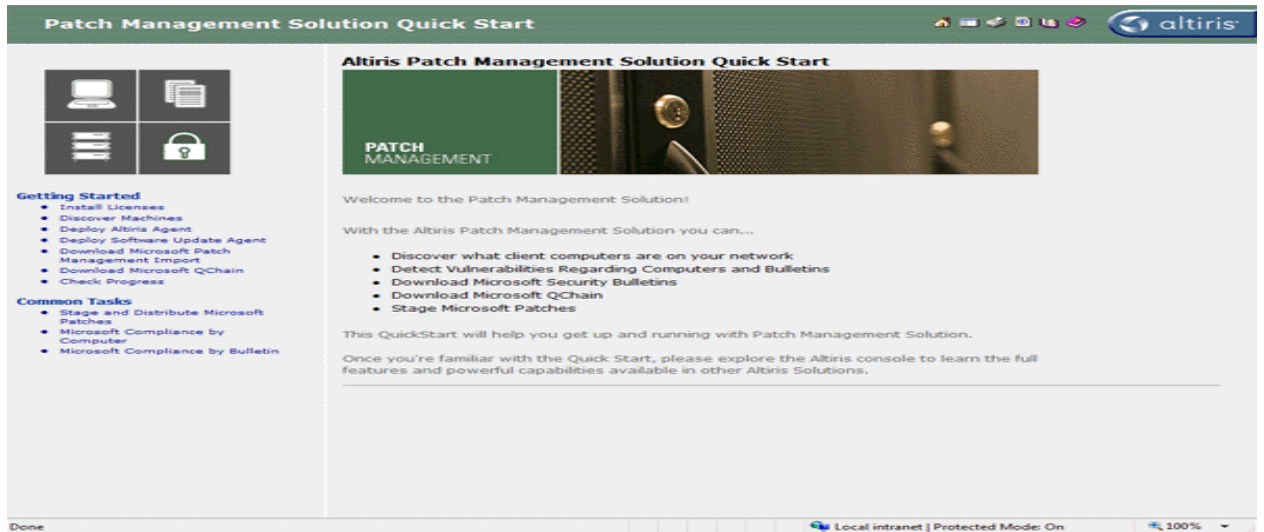 Patch Management Solution Quick Start
altiris
Getting Started
• Install Licenses
• Discover Machines
• Deploy Altiris Agent
• Deploy Software Update Agent
• Download Microsoft Patch
Management Import
• Download Microsoft QChain
• Check Progress
Common Tasks
• Stage and Distribute Microsoft
Patches
• Microsoft Compliance by
Computer
• Microsoft Compliance by Bulletin
Altiris Patch Management Solution Quick Start
PATCH
MANAGEMENT
Welcome to the Patch Management Solution!
With the Altiris Patch Management Solution you can...
• Discover what client computers are on your network
• Detect Vulnerabilities Regarding Computers and Bulletins
• Download Microsoft Security Bulletins
• Download Microsoft QChain
• Stage Microsoft Patches
This QuickStart will help you get up and running with Patch Management Solution.
Once you're familiar with the Quick Start, please explore the Altiris console to learn the full
features and powerful capabilities available in other Altiris Solutions.
Done
Local intranet | Protected Mode: On
100%